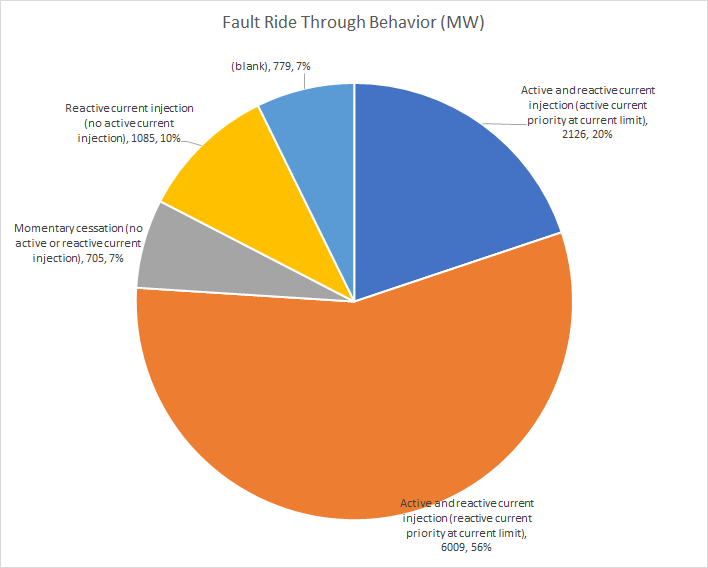 Fault Ride Through Behavior (MW)
(blank), 779, 7%
Active and reactive current
injection (active current
priority at current limit),
2126, 20%
Reactive current injection
(no active current
injection), 1085, 10%
Momentary cessation (no
active or reactive current
injection), 705, 7%
Active and reactive current
injection (reactive current
priority at current limit),
6009, 56%